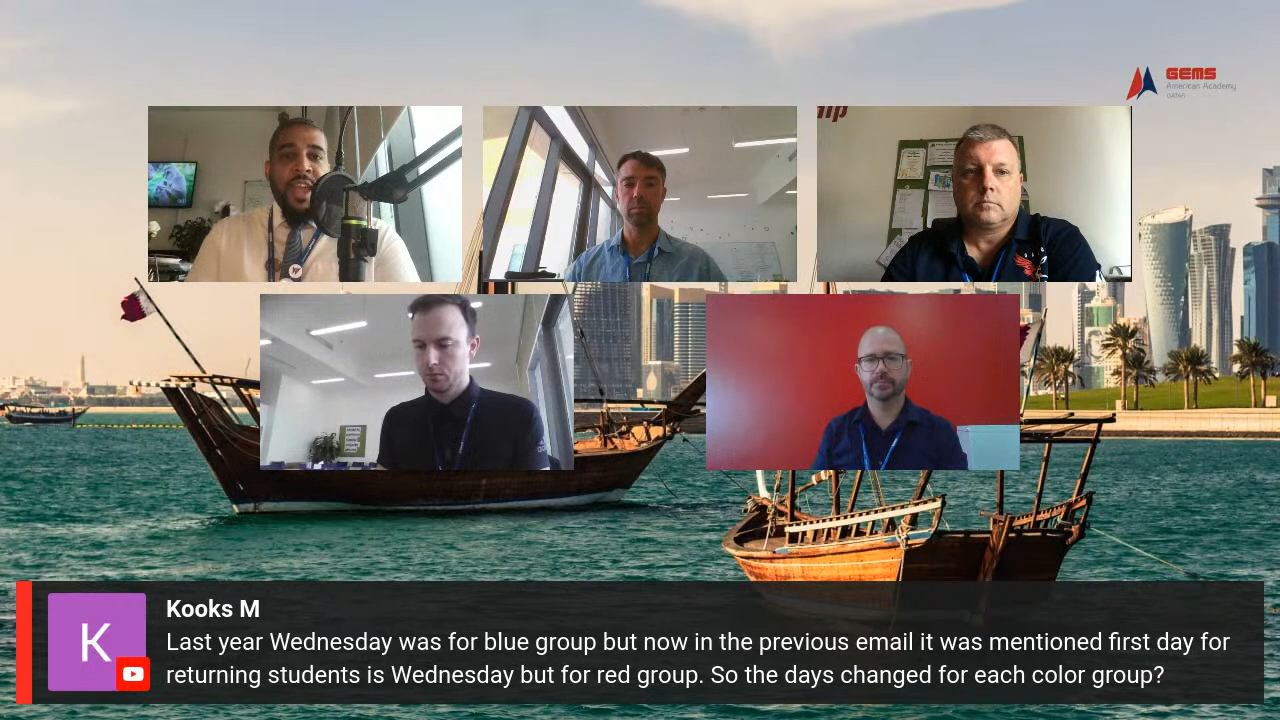 GEMS
American Academy
QATAR
Kooks M
Last year Wednesday was for blue group but now in the previous email it was mentioned first day for
returning students is Wednesday but for red group. So the days changed for each color group?
K